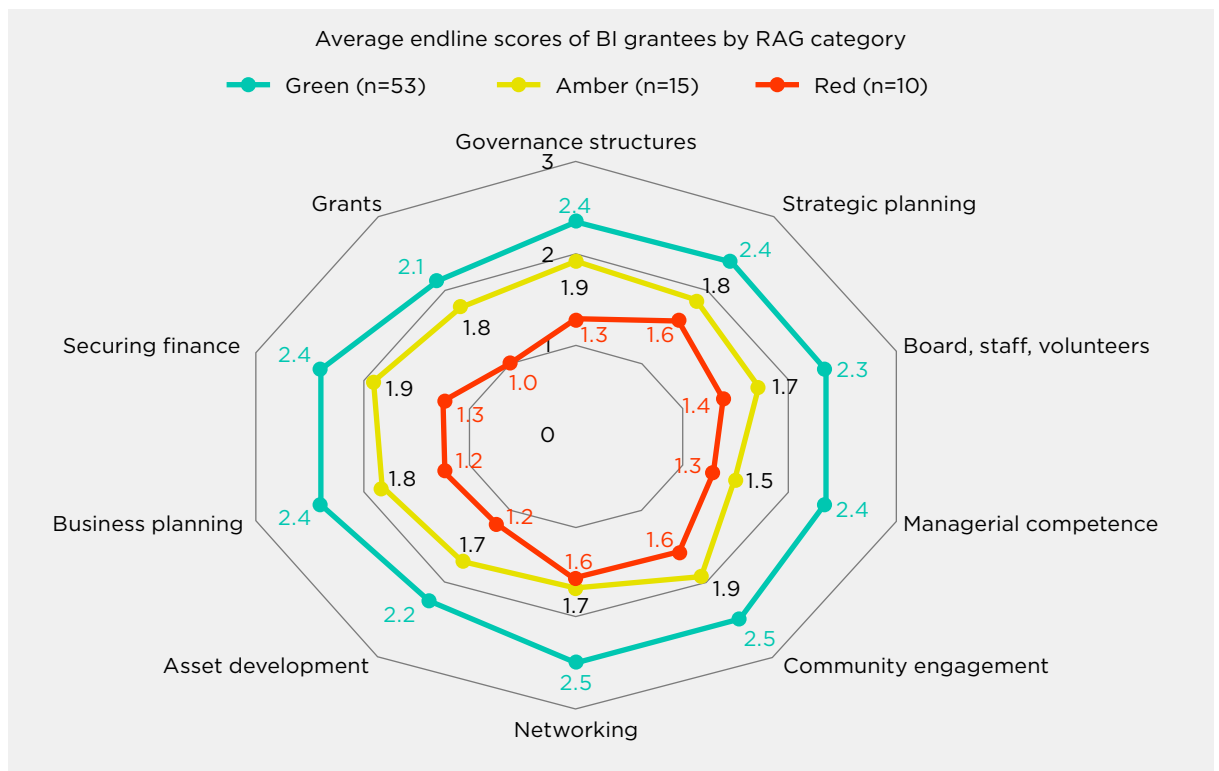 Average endline scores of BI grantees by RAG category
Green (n=53) Amber (n=15) Red (n=10)
Governance structures
3
Grants
Strategic planning
2.4
2.4
2.1
2
1.8
1.9
1.8
1.3
1.6
Securing finance
Board, staff, volunteers
2.4
1
2.3
1.9
1.0
1.7
1.3
1.4
0
1.2
1.3
1.8
1.5
Business planning
2.4
2.4
Managerial competence
1.2
1.7
1.6
1.6
1.9
1.7
2.2
2.5
Asset development
Community engagement
2.5
Networking